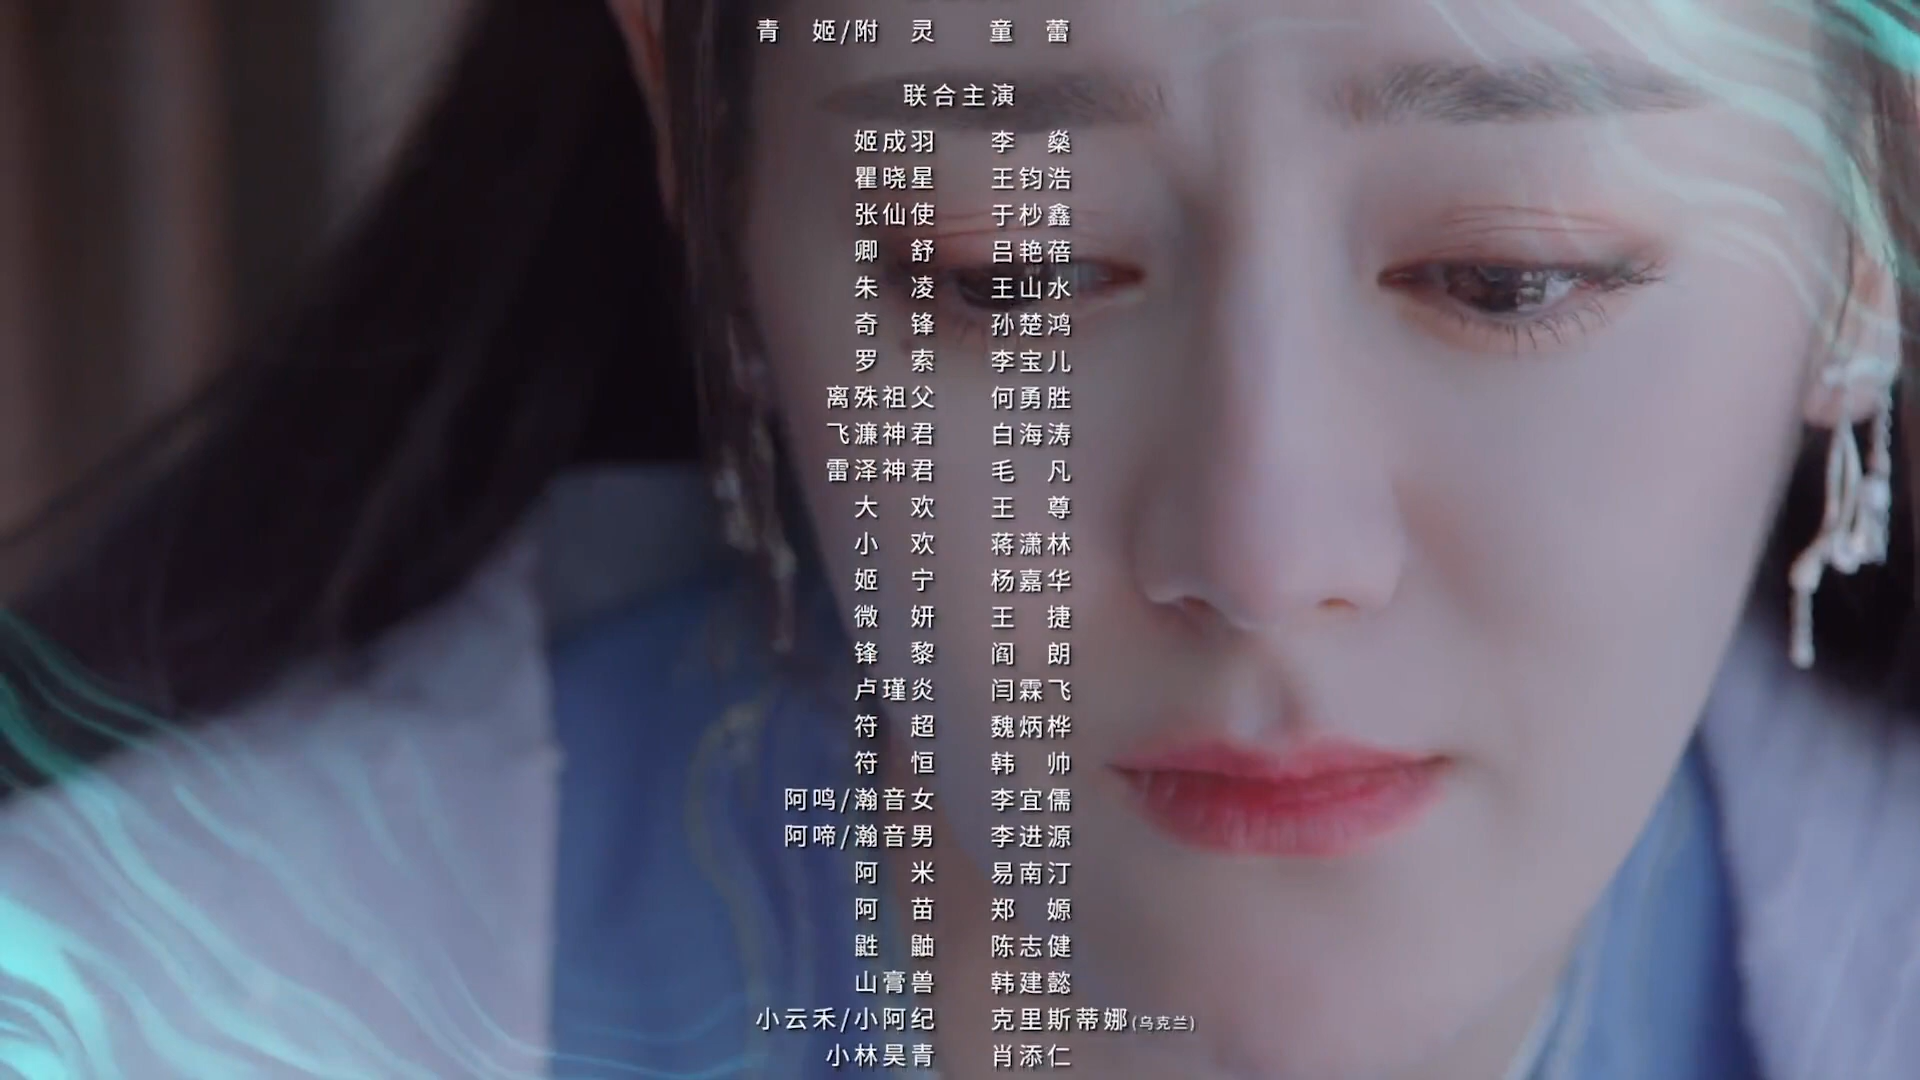 青 姬/附 灵 童 蕾
联合主演
姬成羽 李 燊
瞿晓星 王钧浩
张仙使 于杪鑫
卿 舒 吕艳蓓
朱 凌 王山水
奇 锋 孙楚鸿
罗 索 李宝儿
离殊祖父 何勇胜
飞濂神君 白海涛
雷泽神君 毛 凡
大 欢 王 尊
小 欢 蒋潇林
姬 宁 杨嘉华
微 妍 王 捷
锋 黎 阎 朗
卢瑾炎 闫霖飞
符 超 魏炳桦
符 恒 韩 帅
阿鸣/瀚音女 李宜儒
阿啼/瀚音男 李进源
阿 米 易南汀
阿 苗 郑 嫄
鼪 鼬 陈志健
山膏兽 韩建懿
小云禾/小阿纪 克里斯蒂娜(乌克兰)
小林昊青 肖添仁